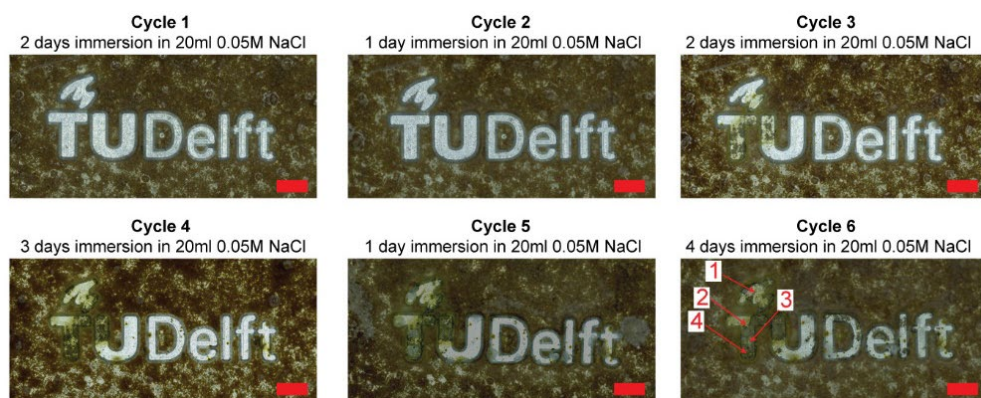 Cycle 1
2 days immersion in 20ml 0.05M NaCl
TUDelft
Cycle 2
1 day immersion in 20ml 0.05M NaCl
TUDelft
Cycle 3
2 days immersion in 20ml 0.05M NaCl
TUDelft
Cycle 4
3 days immersion in 20ml 0.05M NaCl
TUDelft
Cycle 5
1 day immersion in 20ml 0.05M NaCl
TUDelft
Cycle 6
4 days immersion in 20ml 0.05M NaCl
1
2
3
4
TUDelft